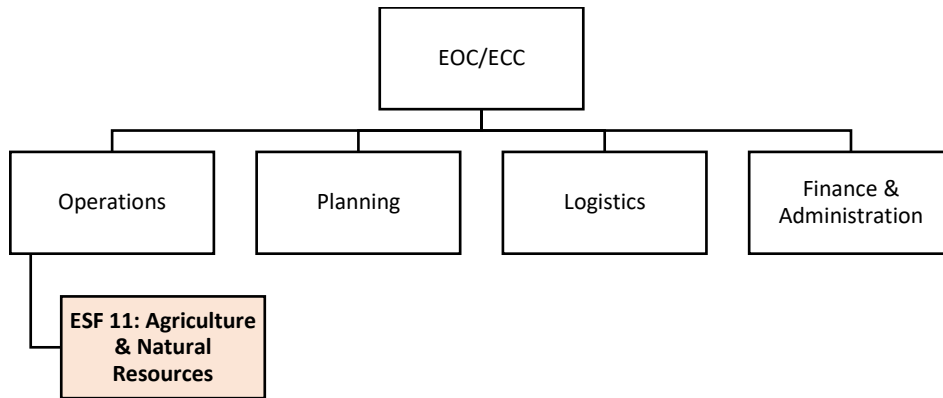 EOC/ECC
Operations
Planning
Logistics
Finance &
Administration
ESF 11: Agriculture
& Natural
Resources